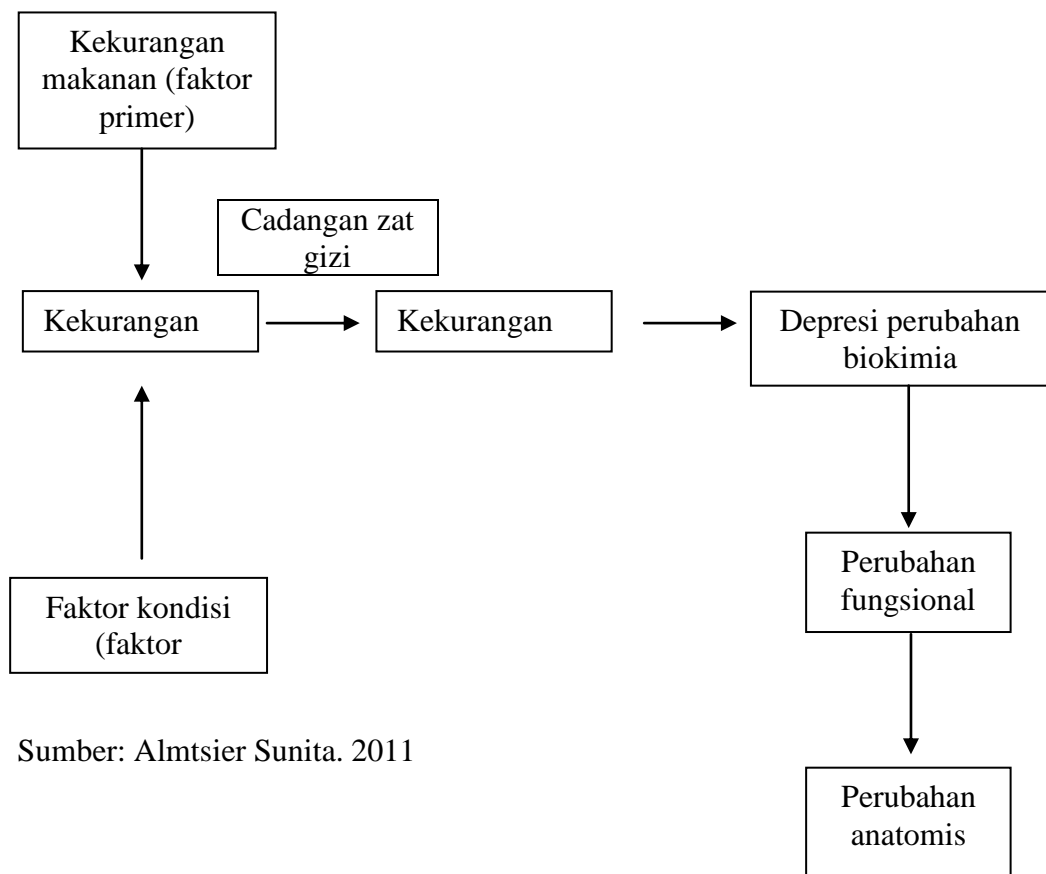 Kekurangan
makanan (faktor
primer)
Cadangan zat
gizi
Kekurangan
Kekurangan
Depresi perubahan
biokimia
Faktor kondisi
(faktor
Perubahan
fungsional
Sumber: Almtsier Sunita. 2011
Perubahan
anatomis